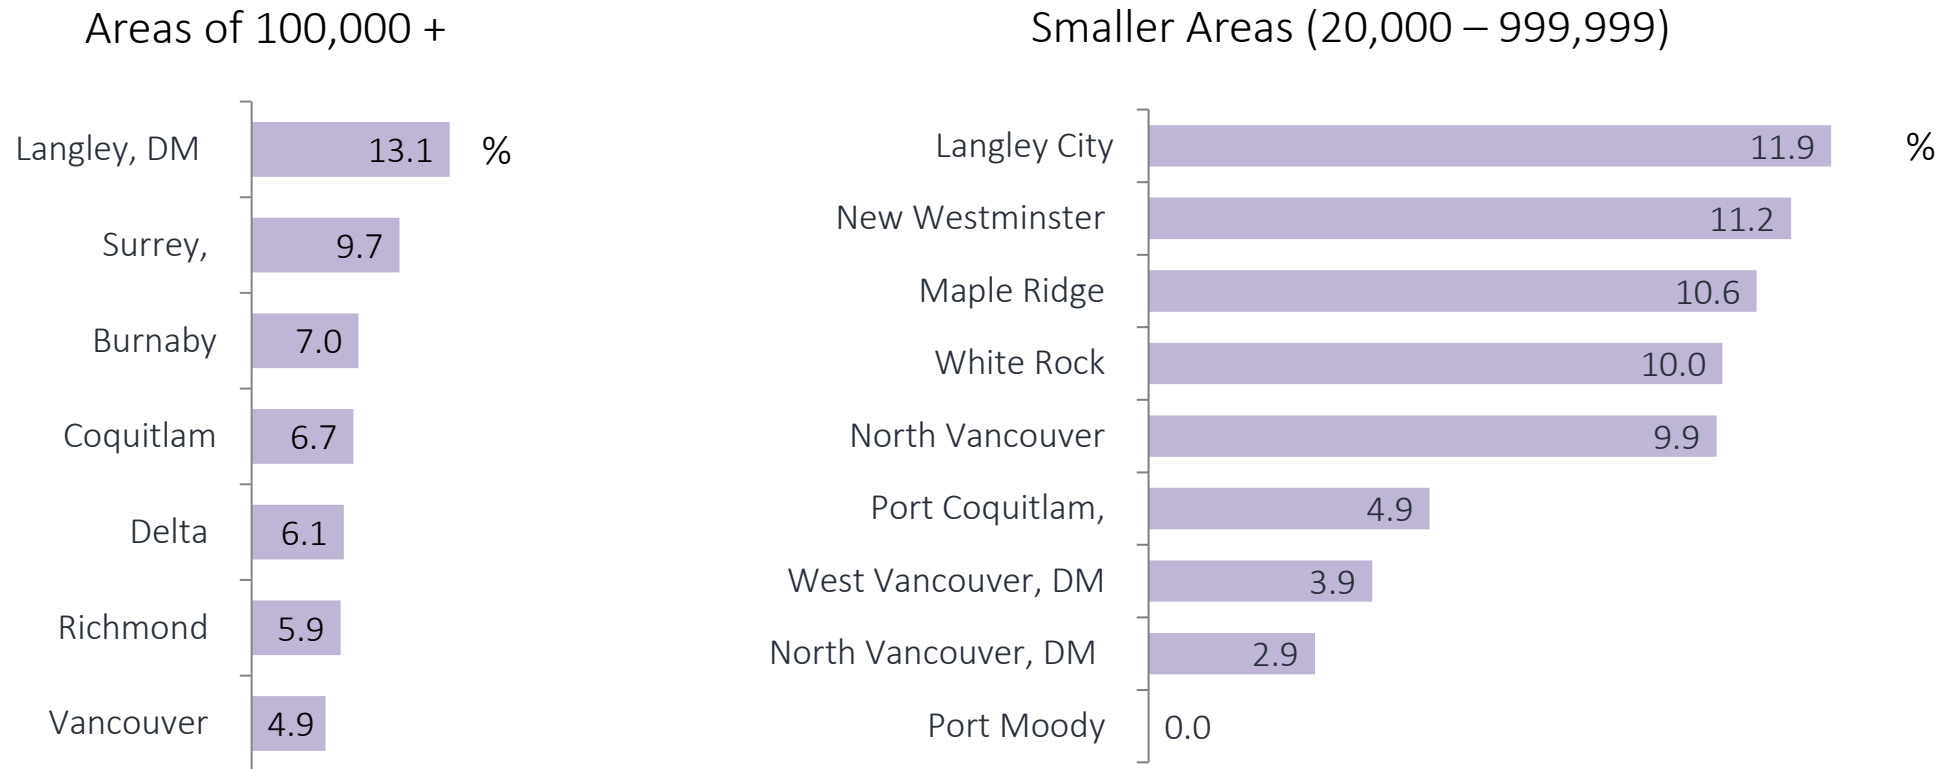 Areas of 100,000 +
Langley, DM 13.1 %
Surrey, 9.7
Burnaby 7.0
Coquitlam 6.7
Delta 6.1
Richmond 5.9
Vancouver 4.9
Smaller Areas (20,000 – 999,999)
Langley City 11.9 %
New Westminster 11.2
Maple Ridge 10.6
White Rock 10.0
North Vancouver 9.9
Port Coquitlam, 4.9
West Vancouver, DM 3.9
North Vancouver, DM 2.9
Port Moody 0.0